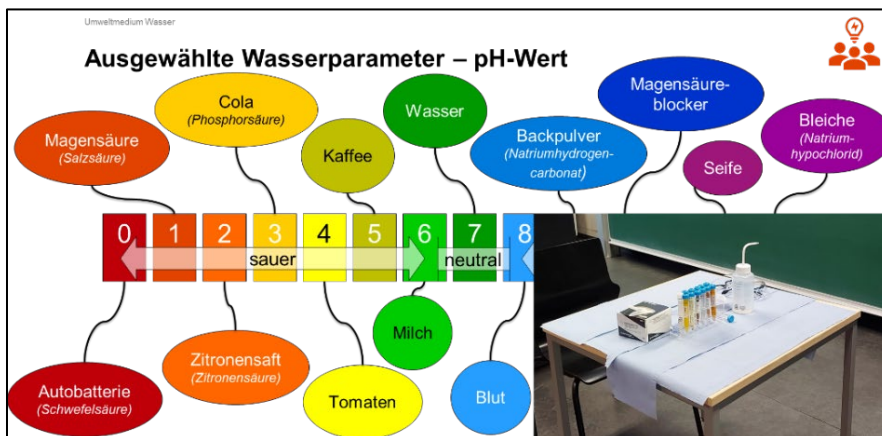 Umweltmedium Wasser
Ausgewählte Wasserparameter – pH-Wert
Magensäure
(Salzsäure)
Cola
(Phosphorsäure)
Kaffee
Wasser
Backpulver
(Natriumhydrogen-
carbonat)
Magensäure-
blocker
Seife
Bleiche
(Natrium-
hypochlorid)
0 1 2 3 4 5 6 7 8
sauer neutral
Autobatterie
(Schwefelsäure)
Zitronensaft
(Zitronensäure)
Tomaten
Milch
Blut